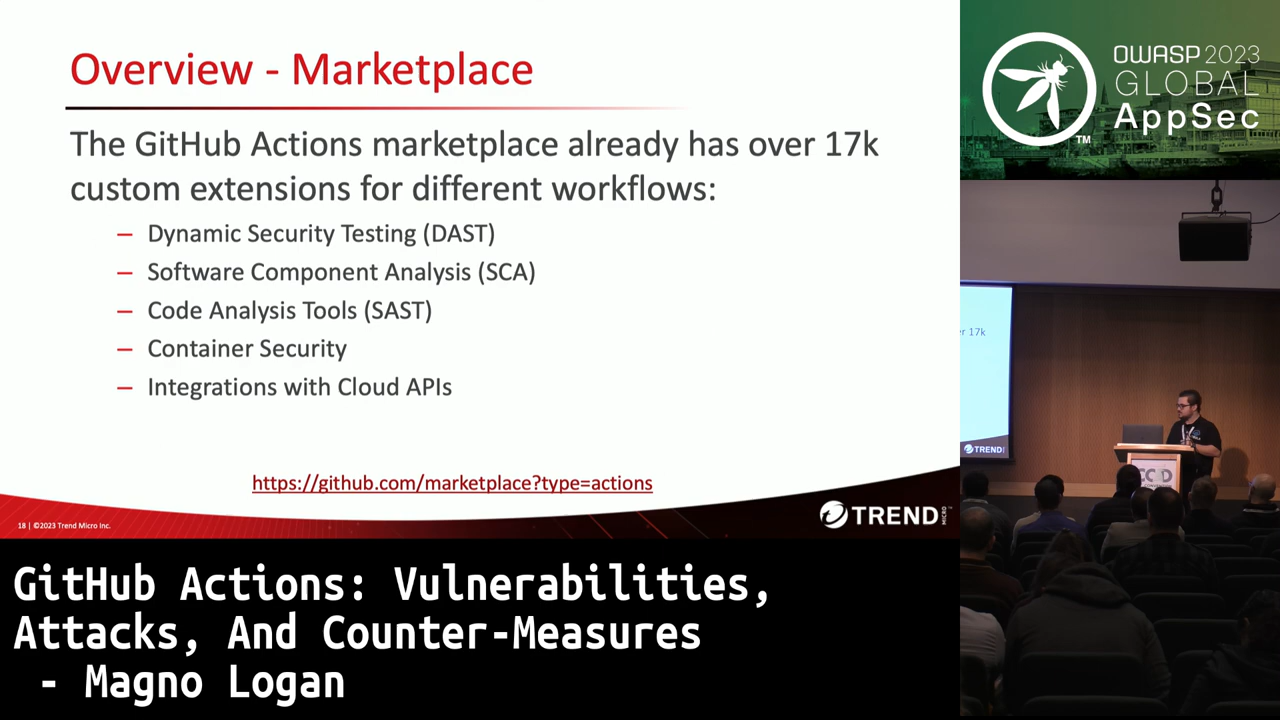 Overview - Marketplace
The GitHub Actions marketplace already has over 17k
custom extensions for different workflows:
– Dynamic Security Testing (DAST)
– Software Component Analysis (SCA)
– Code Analysis Tools (SAST)
– Container Security
– Integrations with Cloud APIs
https://github.com/marketplace?type=actions
18 | ©2023 Trend Micro Inc.
TREND MICRO
OWASP 2023
GLOBAL
AppSec
TM
17k
TREND
GitHub Actions: Vulnerabilities,
Attacks, And Counter-Measures
- Magno Logan